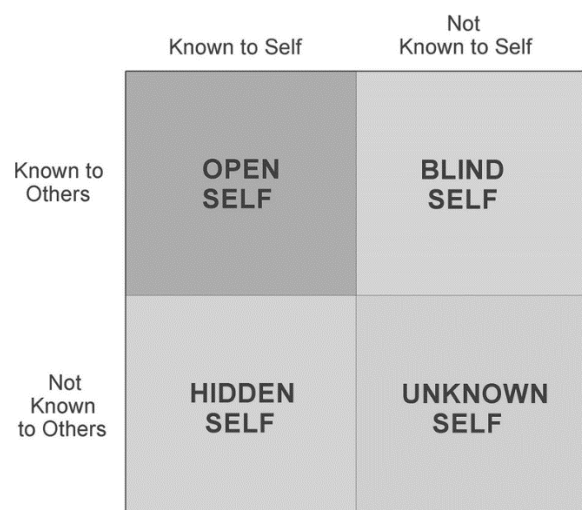 Known to Self
Not
Known to Self
Known to
Others
OPEN
SELF
BLIND
SELF
Not
Known
to Others
HIDDEN
SELF
UNKNOWN
SELF